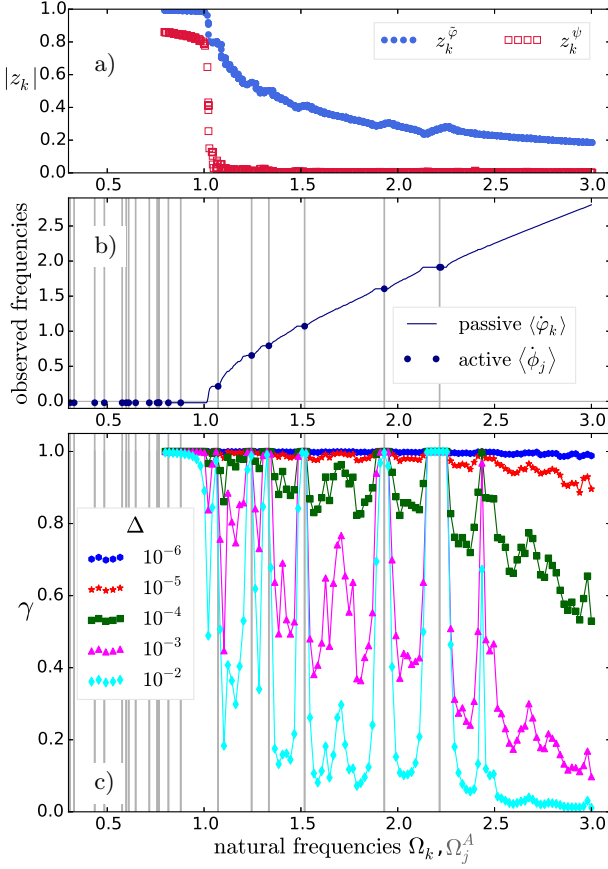 1.0
0.8
0.6
0.4
0.2
0.0
|z_k|
a)
z_k^φ̄
z_k^ψ
0.5 1.0 1.5 2.0 2.5 3.0
2.5
2.0
1.5
1.0
0.5
0.0
observed frequencies
b)
passive ⟨φ̇_k⟩
active ⟨ϕ̇_j⟩
0.5 1.0 1.5 2.0 2.5 3.0
1.0
0.8
0.6
0.4
0.2
0.0
γ
Δ
10^-6
10^-5
10^-4
10^-3
10^-2
c)
0.5 1.0 1.5 2.0 2.5 3.0
natural frequencies Ω_k, Ω_j^A